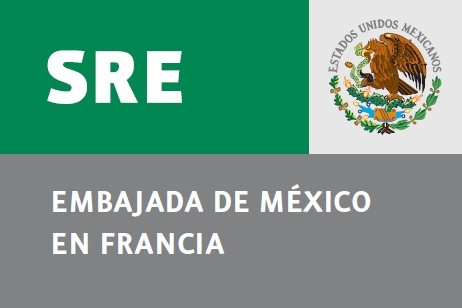 SRE
ESTADOS UNIDOS MEXICANOS
EMBAJADA DE MÉXICO
EN FRANCIA